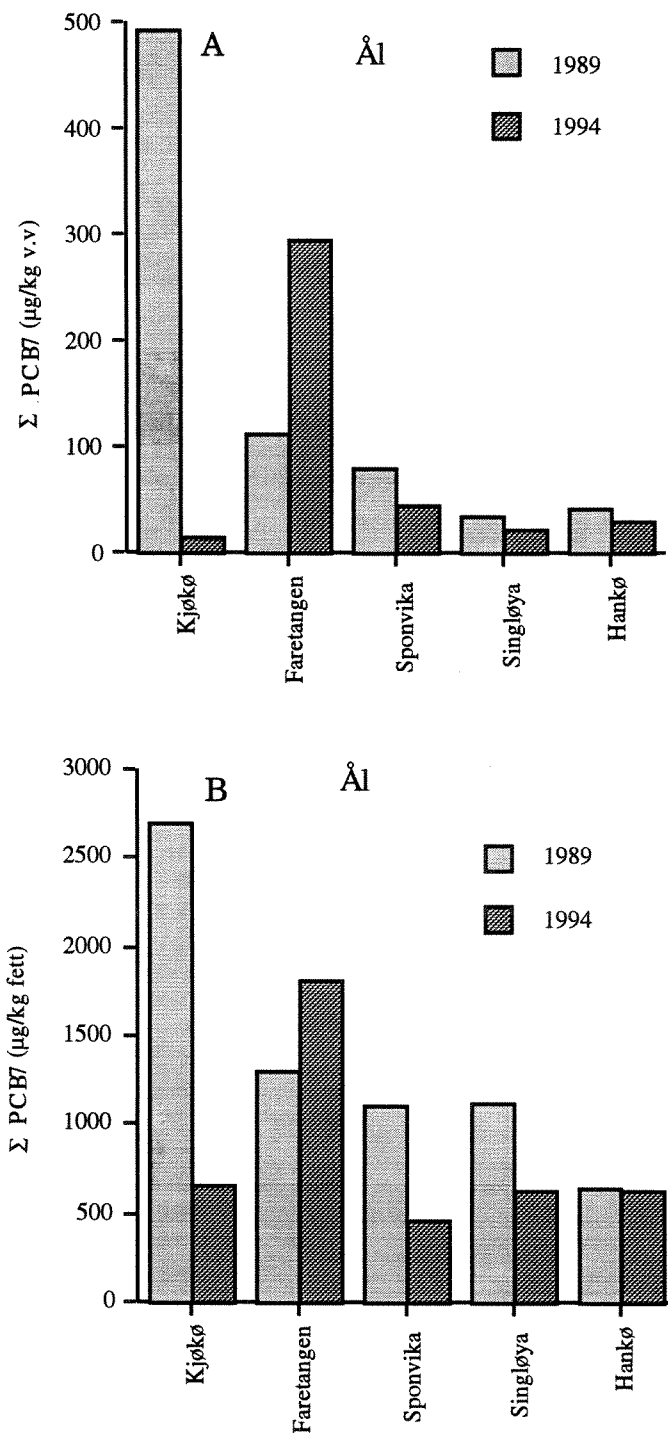 A Ål
1989
1994
Σ PCB7 (µg/kg v.v)
500
400
300
200
100
0
Kjøkø
Faretangen
Sponvika
Singløya
Hankø
B Ål
1989
1994
Σ PCB7 (µg/kg fett)
3000
2500
2000
1500
1000
500
0
Kjøkø
Faretangen
Sponvika
Singløya
Hankø